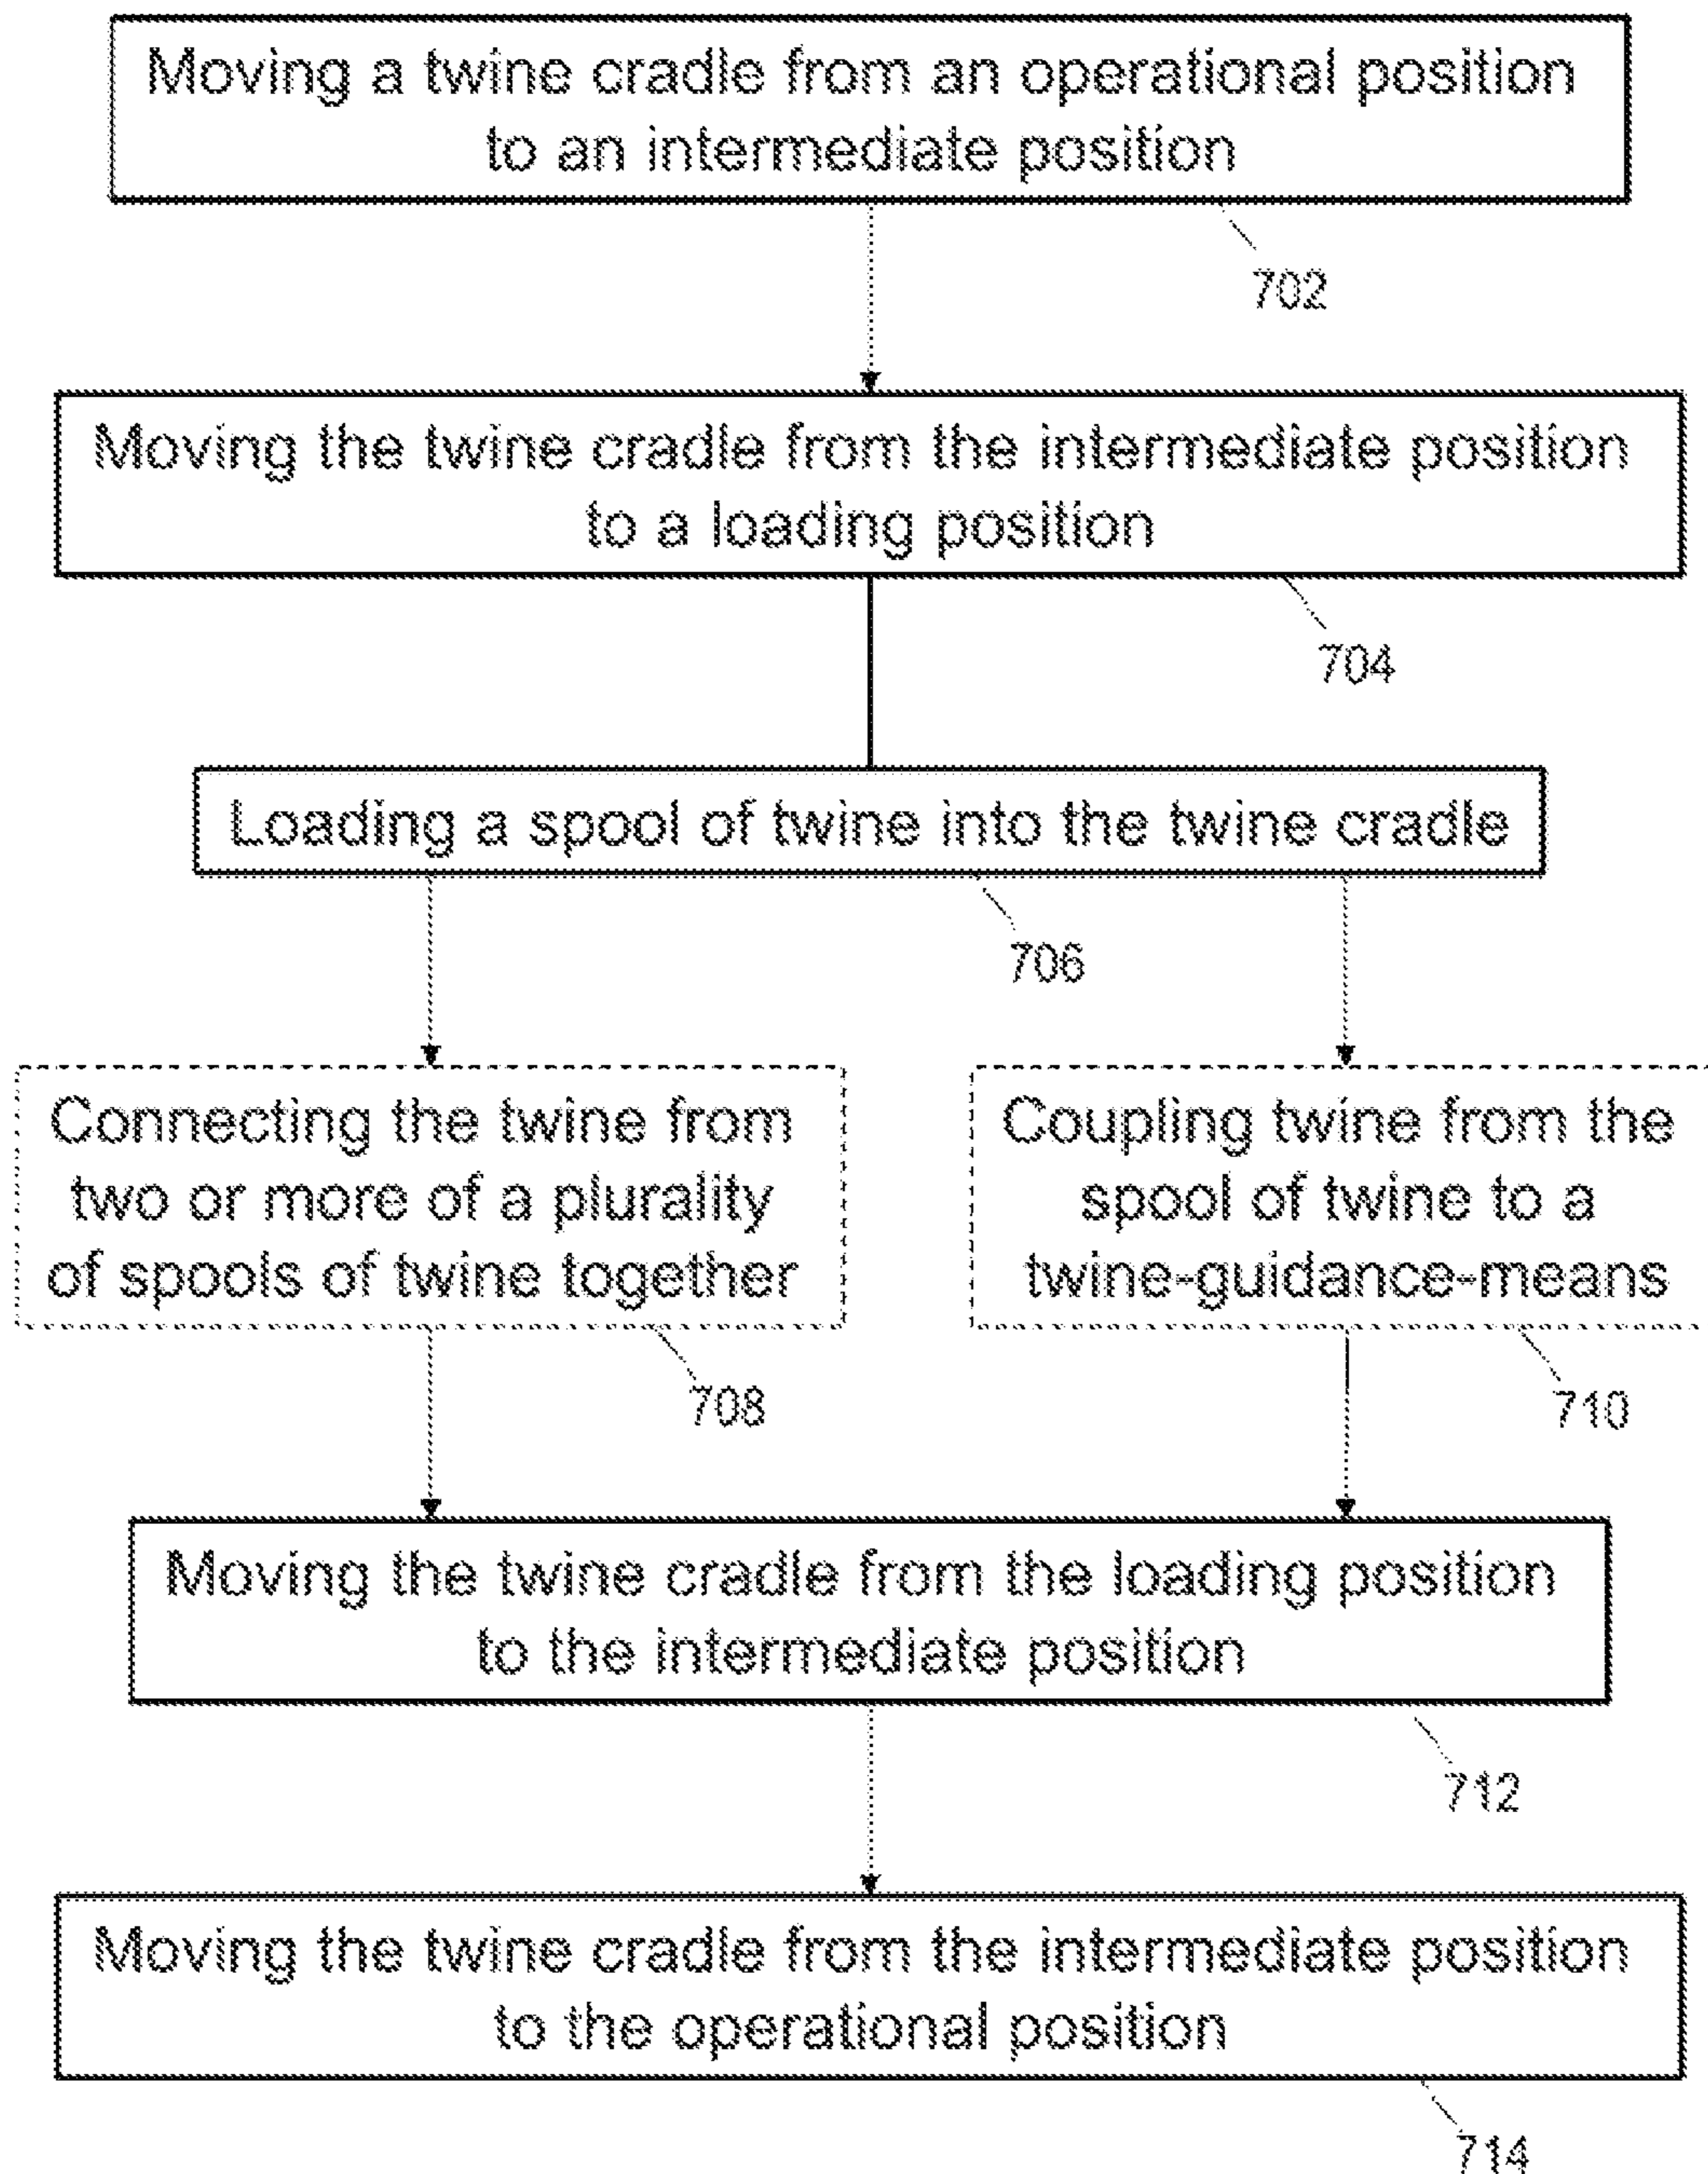 Moving a twine cradle from an operational position
to an intermediate position
702
Moving the twine cradle from the intermediate position
to a loading position
704
Loading a spool of twine into the twine cradle
706
Connecting the twine from
two or more of a plurality
of spools of twine together
708
Coupling twine from the
spool of twine to a
twine-guidance-means
710
Moving the twine cradle from the loading position
to the intermediate position
712
Moving the twine cradle from the intermediate position
to the operational position
714